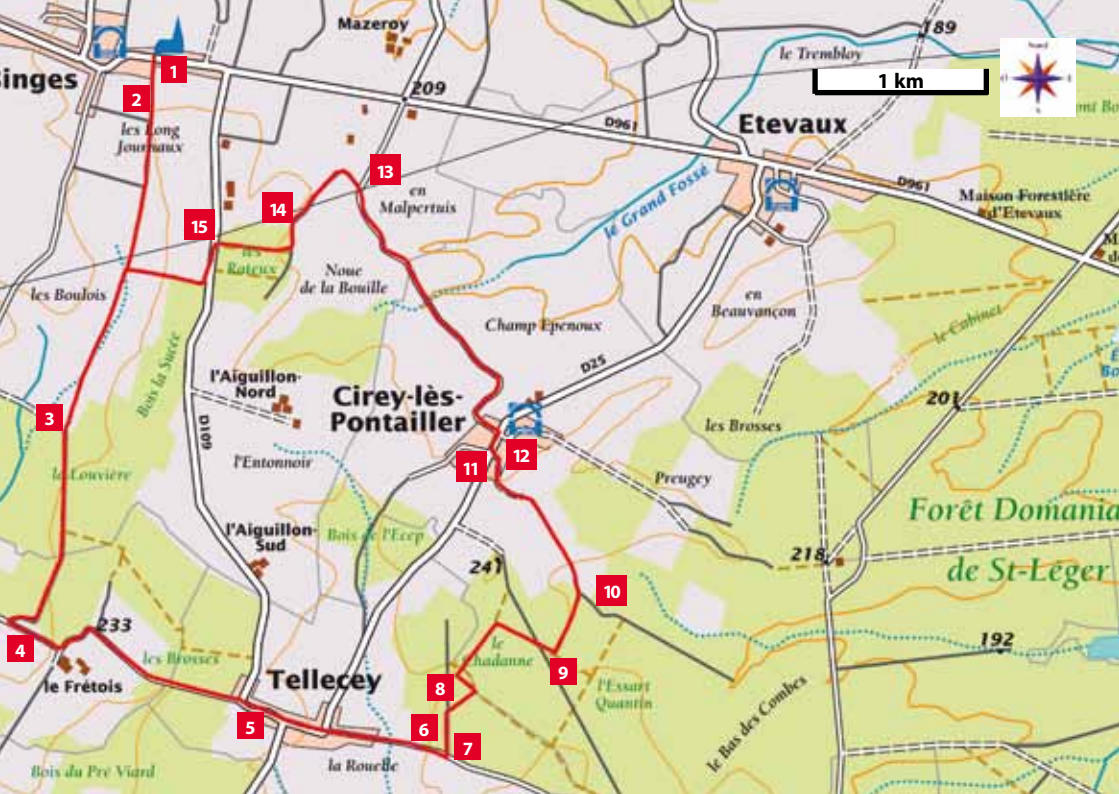 Mazeroy
189
le Trembloy
Nord
O
E
S
1
1 km
2
209
les Long
Journaux
D961
Etevaux
13
en
Malpertuis
le Grand Fossé
D961
Maison Forestière
d'Etevaux
14
15
les
Rateux
Noue
de la Bouille
les Boulois
Champ Epenoux
en
Beauvançon
le Cabinet
Bois la Sucée
D25
l'Aiguillon-
Nord
Cirey-lès-
Pontailler
201
3
D109
les Brosses
l'Entonnoir
11
12
la Louvière
Preugey
Forêt Domania
l'Aiguillon-
Sud
Bois de l'Ecep
241
218
de St-Léger
10
233
192
4
le
Chadanne
les Brosses
9
le Frétois
Tellecey
8
l'Essart
Quantin
5
6
7
le Bas des Combes
la Rouelle
Bois du Pré Viard